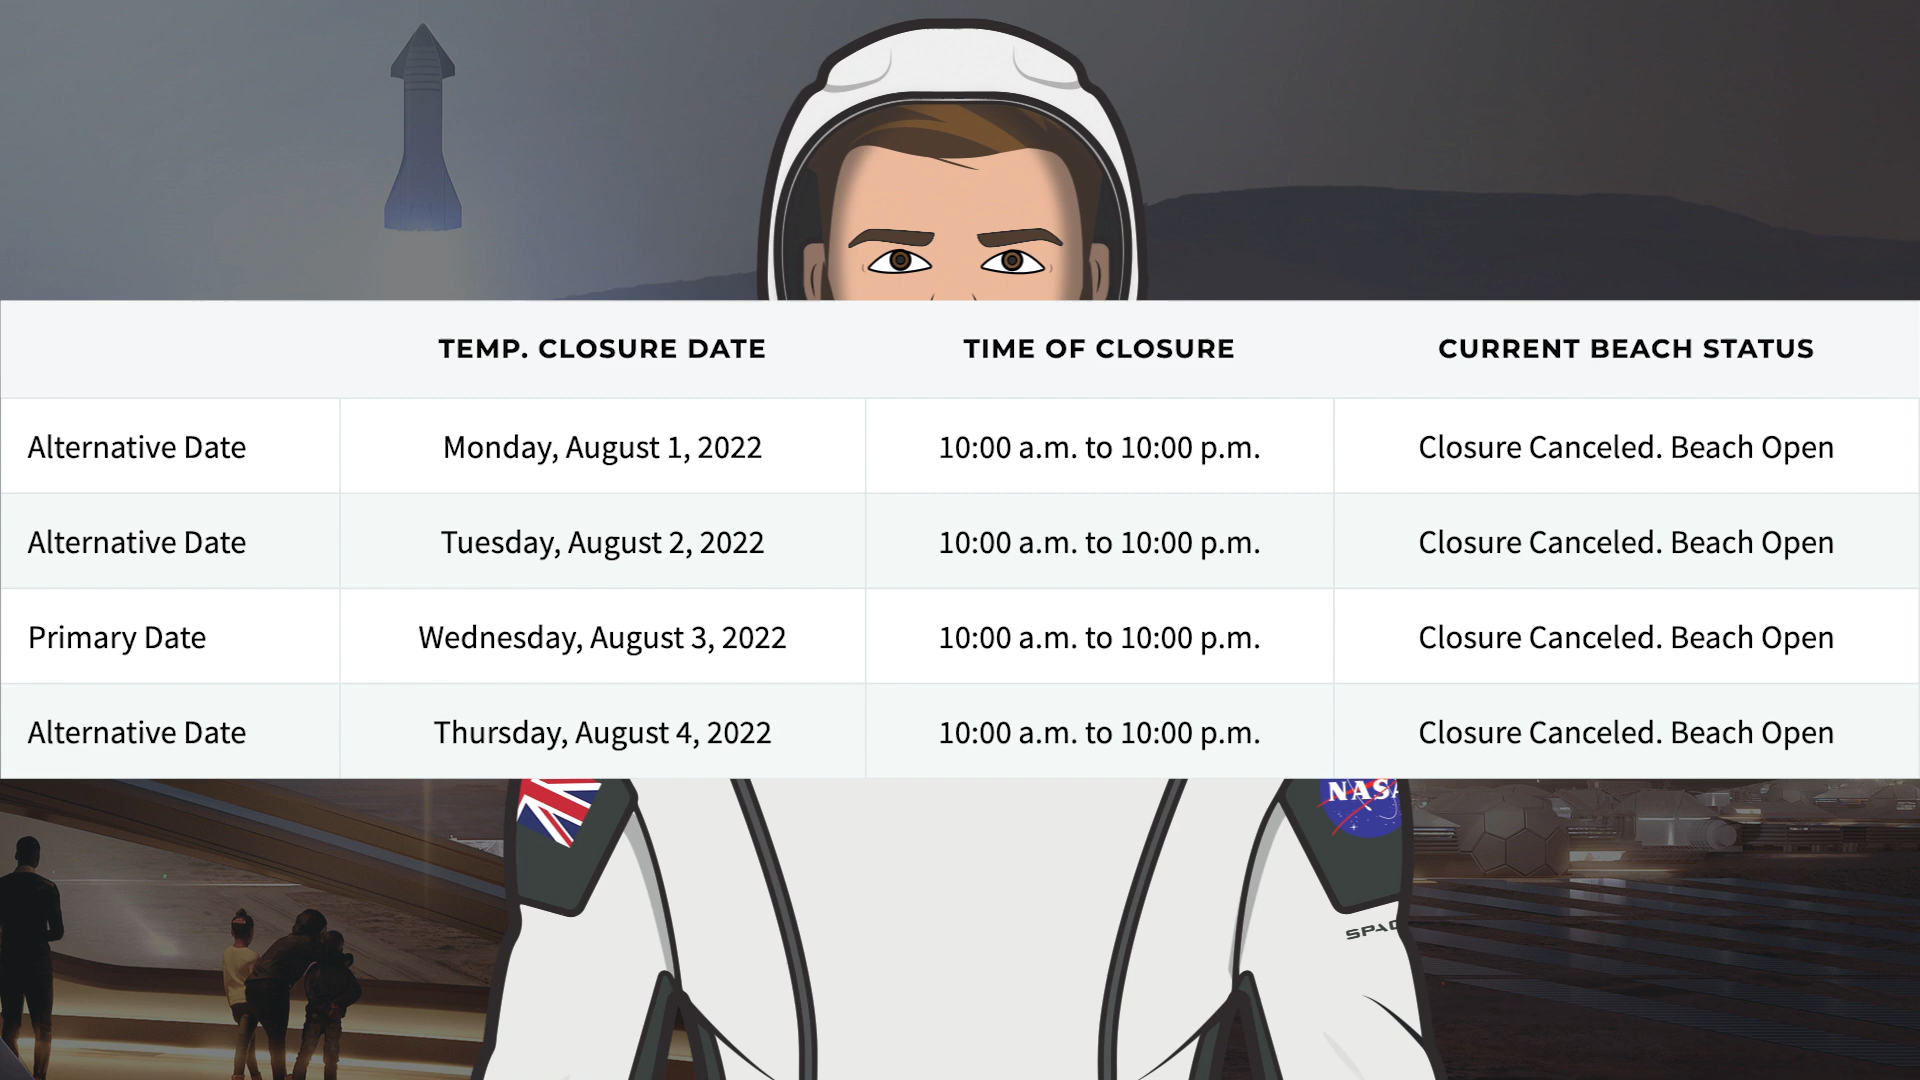 TEMP. CLOSURE DATE TIME OF CLOSURE CURRENT BEACH STATUS
Alternative Date Monday, August 1, 2022 10:00 a.m. to 10:00 p.m. Closure Canceled. Beach Open
Alternative Date Tuesday, August 2, 2022 10:00 a.m. to 10:00 p.m. Closure Canceled. Beach Open
Primary Date Wednesday, August 3, 2022 10:00 a.m. to 10:00 p.m. Closure Canceled. Beach Open
Alternative Date Thursday, August 4, 2022 10:00 a.m. to 10:00 p.m. Closure Canceled. Beach Open
NASA
SPAC